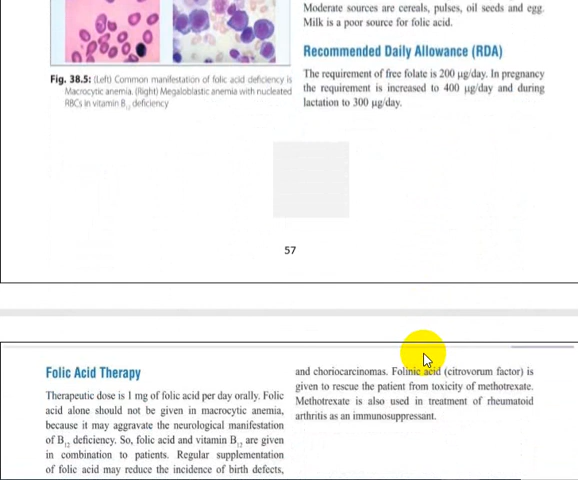 Moderate sources are cereals, pulses, oil seeds and egg.
Milk is a poor source for folic acid.
Recommended Daily Allowance (RDA)
Fig. 38.5: (Left) Common manifestation of folic acid deficiency is
Macrocytic anemia. (Right) Megaloblastic anemia with nucleated
RBCs in vitamin B12 deficiency
The requirement of free folate is 200 µg/day. In pregnancy
the requirement is increased to 400 µg/day and during
lactation to 300 µg/day.
57
Folic Acid Therapy
Therapeutic dose is 1 mg of folic acid per day orally. Folic
acid alone should not be given in macrocytic anemia,
because it may aggravate the neurological manifestation
of B12 deficiency. So, folic acid and vitamin B12 are given
in combination to patients. Regular supplementation
of folic acid may reduce the incidence of birth defects,
and choriocarcinomas. Folinic acid (citrovorum factor) is
given to rescue the patient from toxicity of methotrexate.
Methotrexate is also used in treatment of rheumatoid
arthritis as an immunosuppressant.